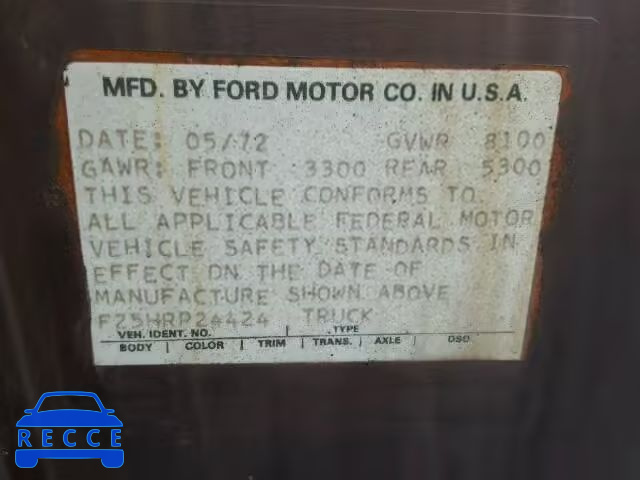 MFD. BY FORD MOTOR CO. IN U.S.A.
DATE: 05/72 GVWR 8100
GAWR: FRONT 3300 REAR 5300
THIS VEHICLE CONFORMS TO
ALL APPLICABLE FEDERAL MOTOR
VEHICLE SAFETY STANDARDS IN
EFFECT ON THE DATE OF
MANUFACTURE SHOWN ABOVE
F25HRP24424 TRUCK
VEH. IDENT. NO. TYPE
BODY COLOR TRIM TRANS. AXLE DSO
RECCE